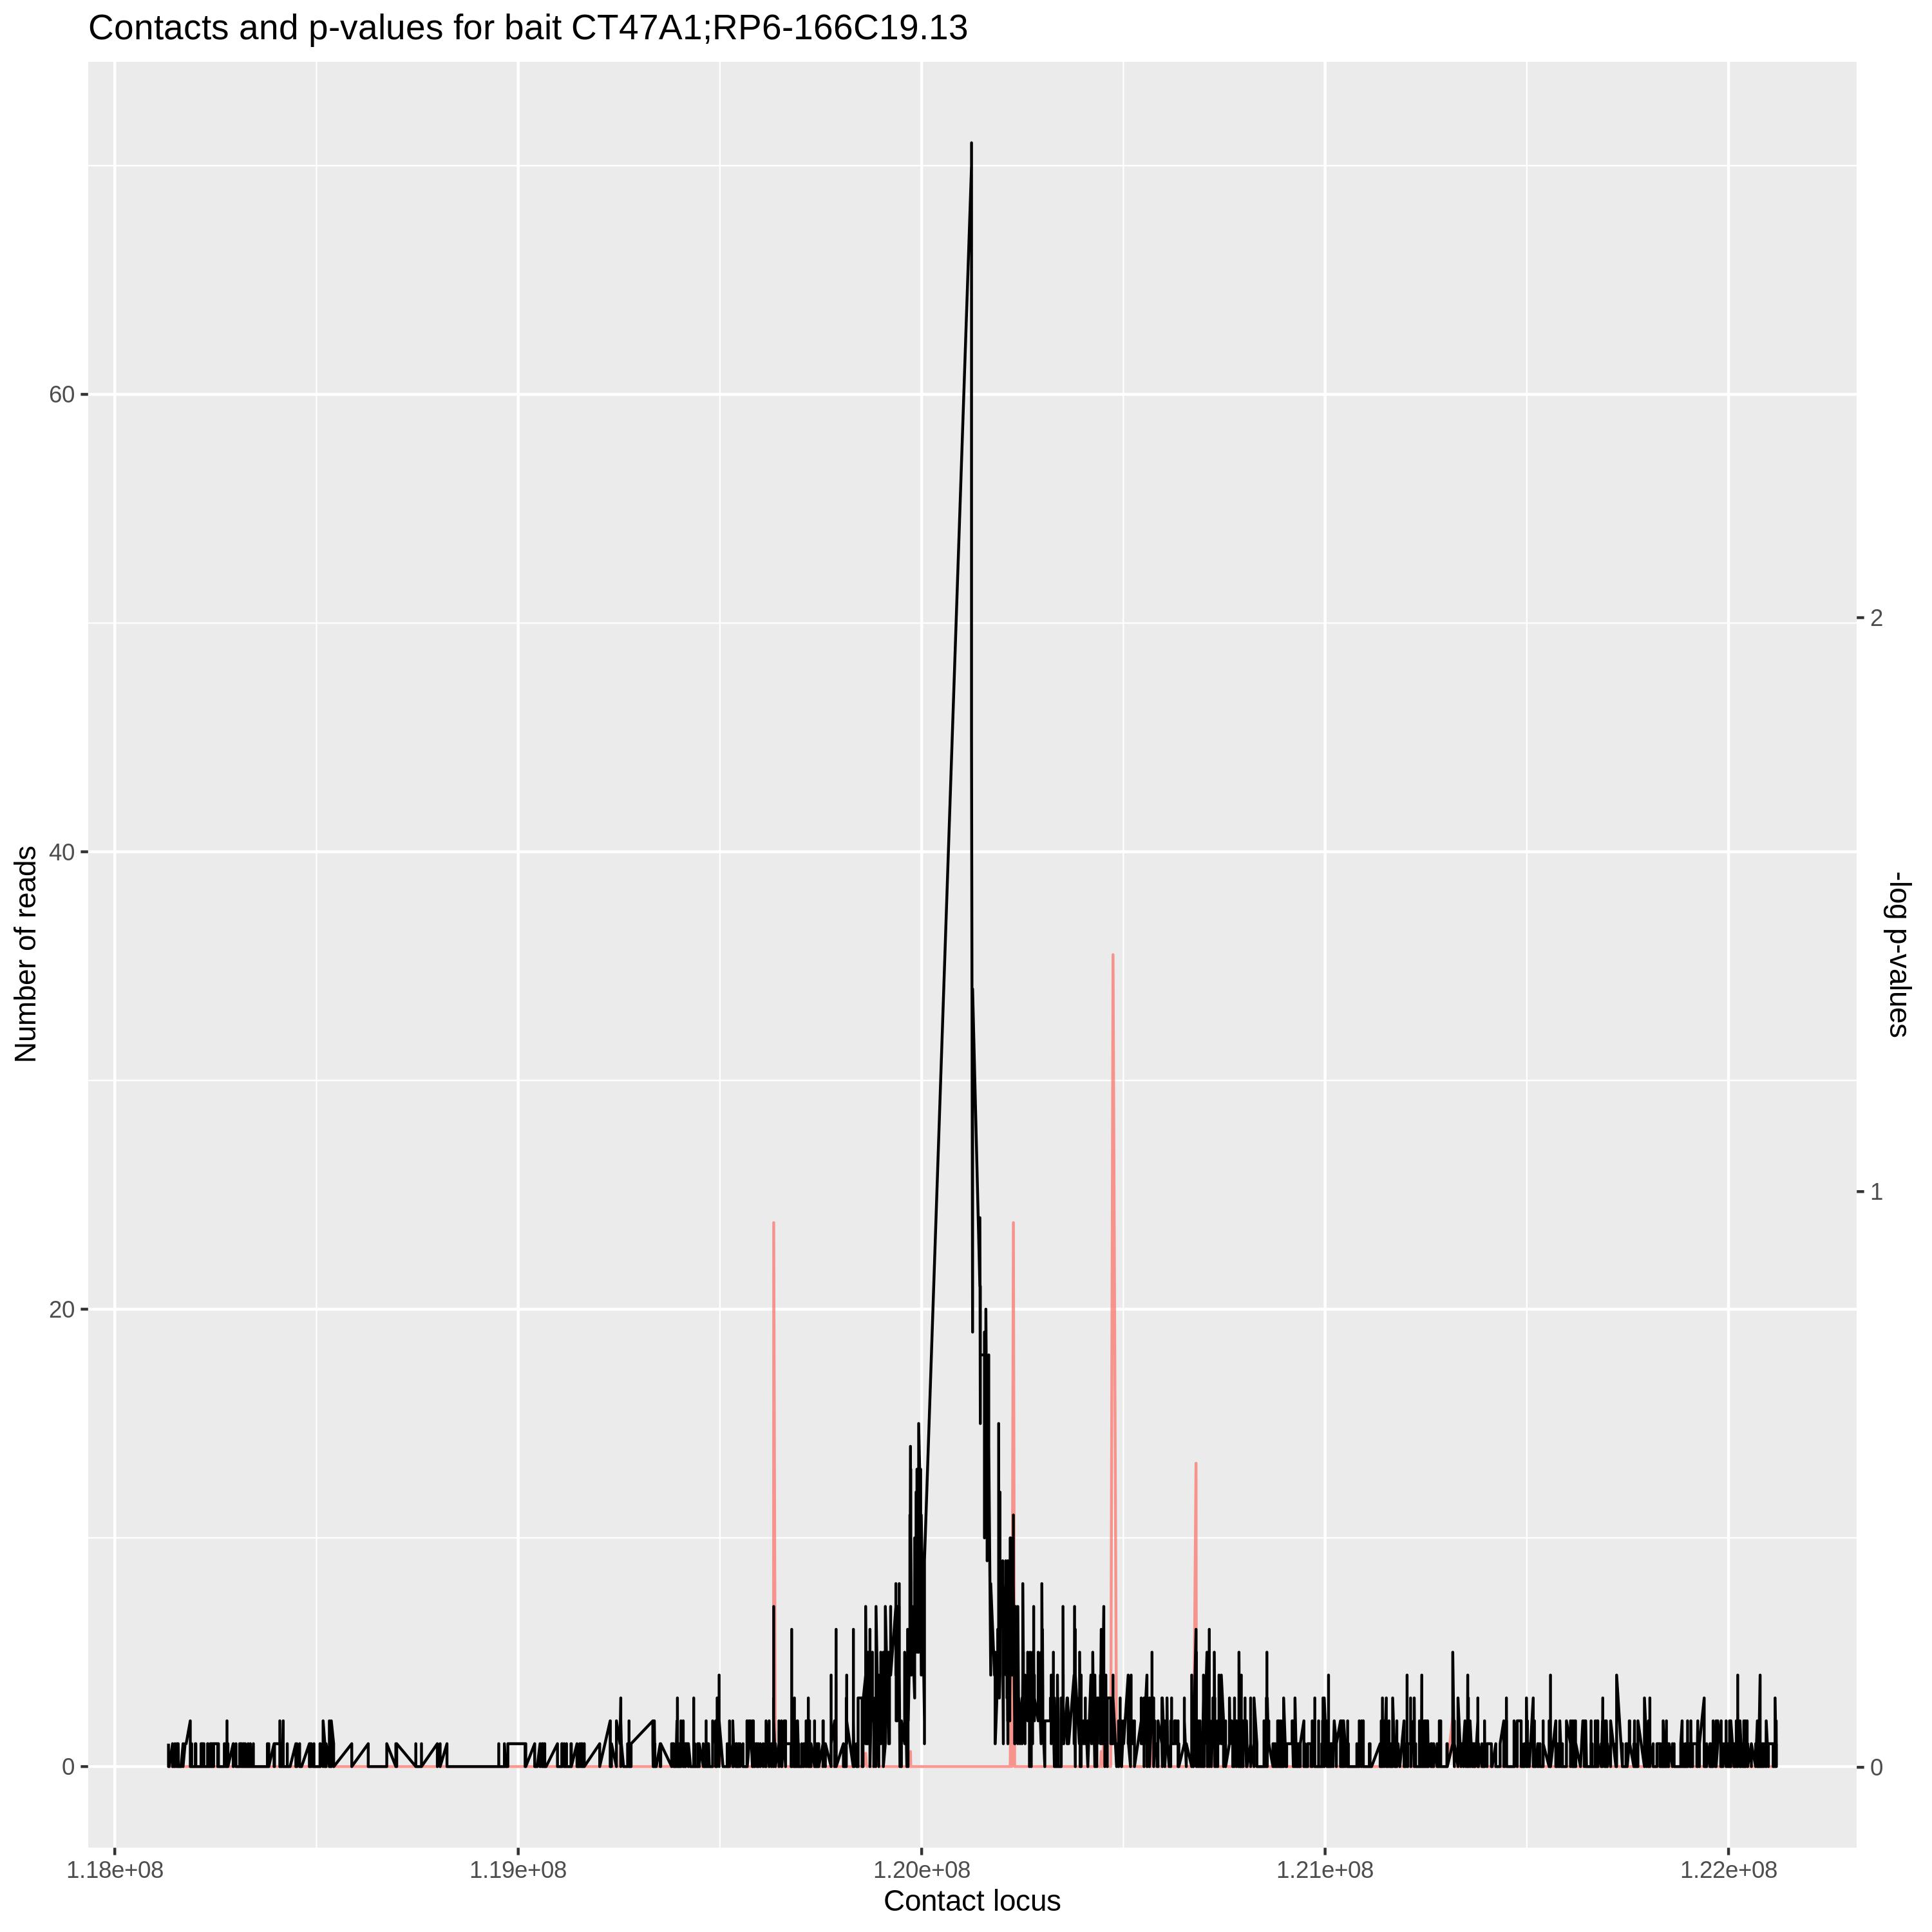 Contacts and p-values for bait CT47A1;RP6-166C19.13
Number of reads
60
40
20
0
-log p-values
2
1
0
1.18e+08
1.19e+08
1.20e+08
1.21e+08
1.22e+08
Contact locus